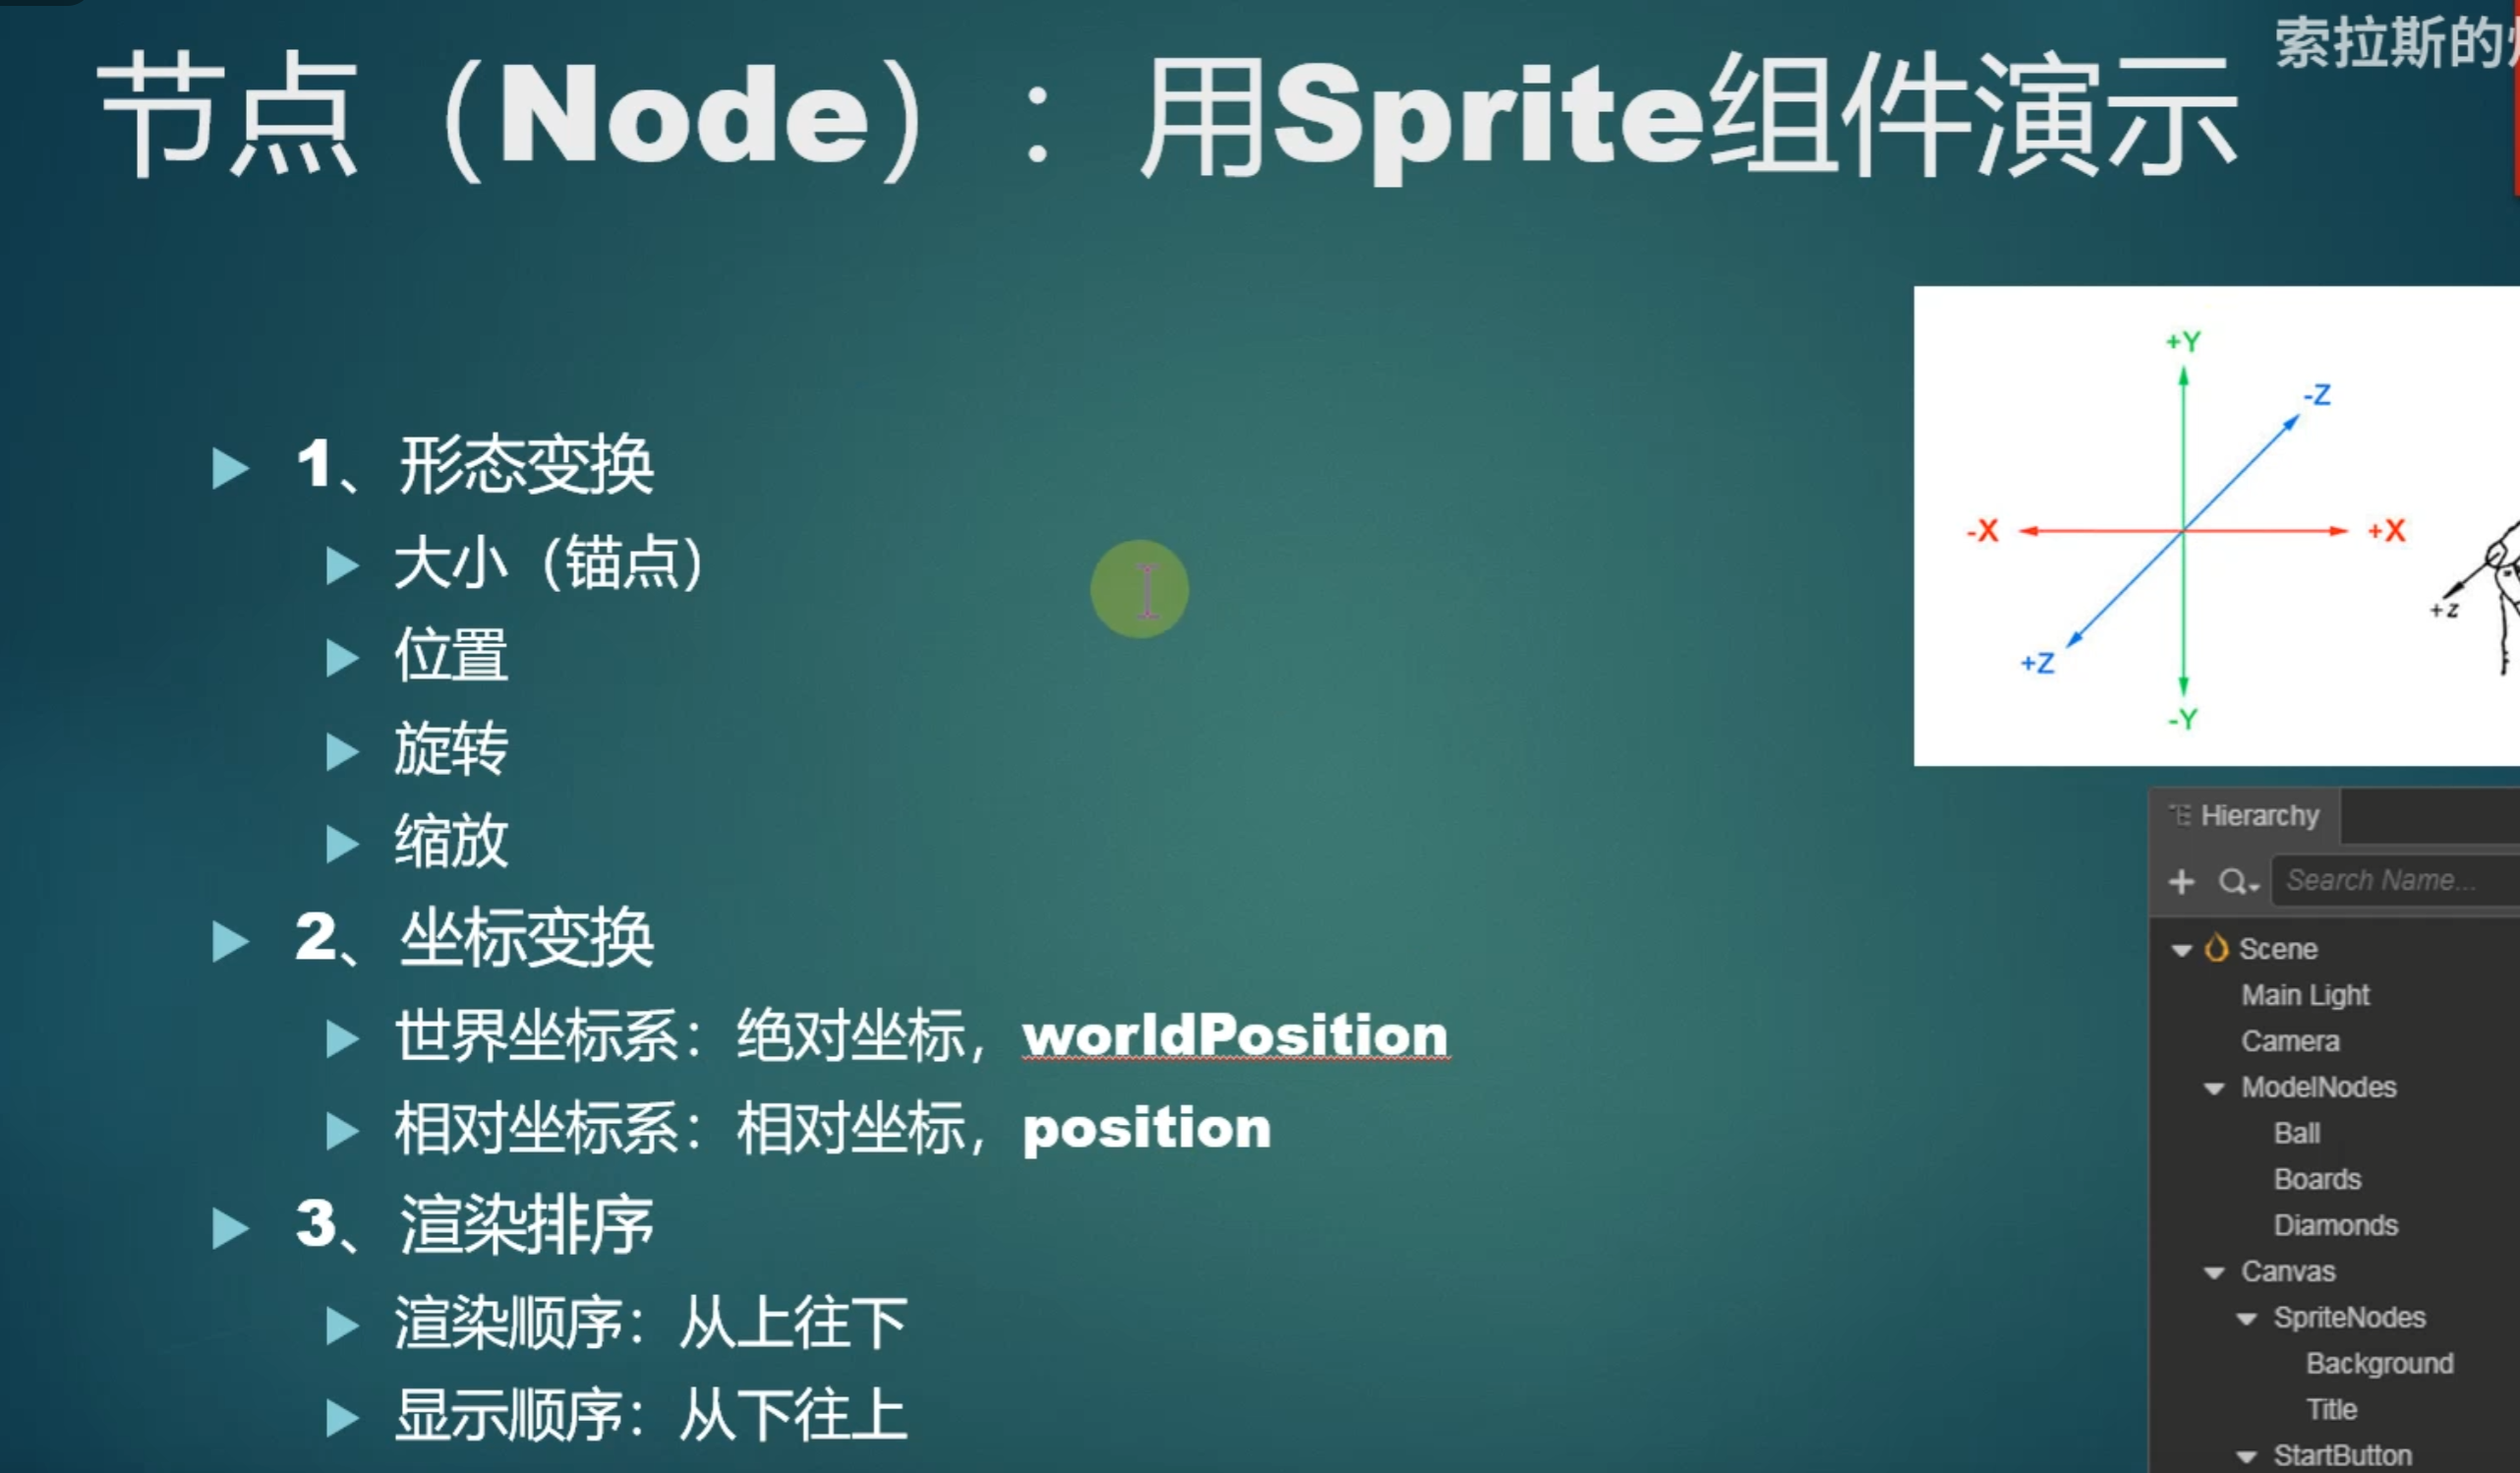 索拉斯的
节点（Node）：用Sprite组件演示
1、形态变换
大小（锚点）
位置
旋转
缩放
2、坐标变换
世界坐标系：绝对坐标，worldPosition
相对坐标系：相对坐标，position
3、渲染排序
渲染顺序：从上往下
显示顺序：从下往上
+Y
-Z
-X
+X
+Z
-Y
+z
Hierarchy
Search Name...
Scene
Main Light
Camera
ModelNodes
Ball
Boards
Diamonds
Canvas
SpriteNodes
Background
Title
StartButton